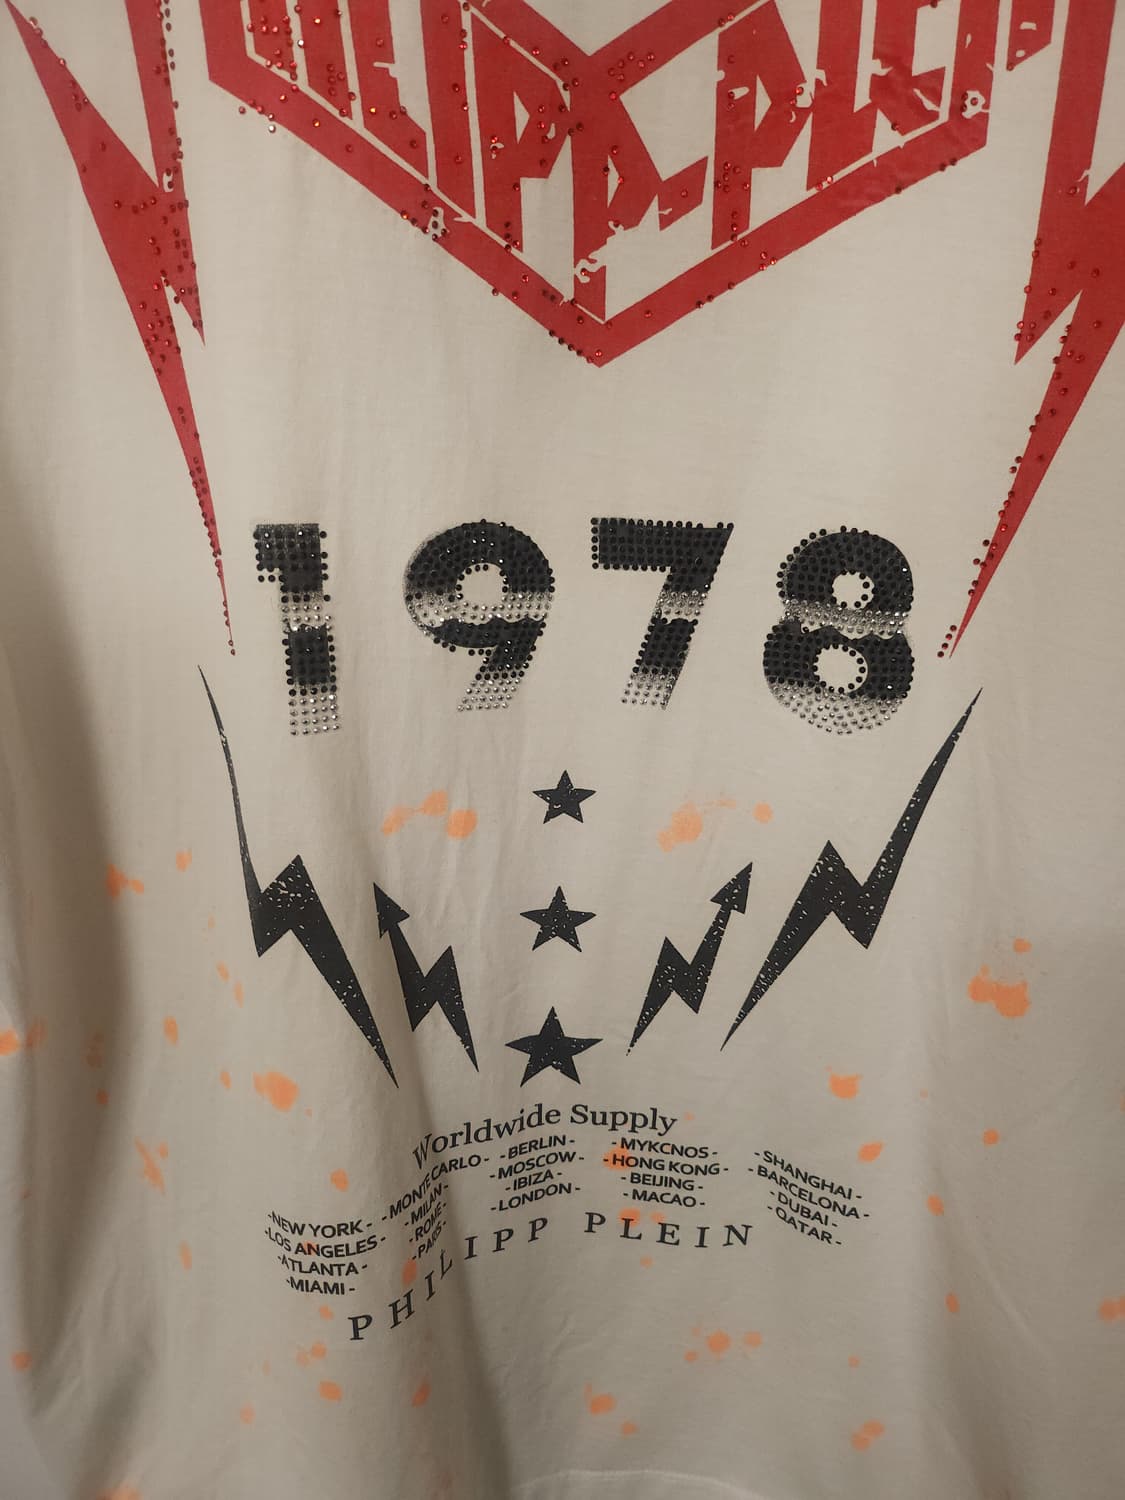 PHILIPP-PLEIN
1978
Worldwide Supply
-NEW YORK-
-LOS ANGELES-
-ATLANTA-
-MIAMI-
-MONTE CARLO-
-MILAN-
-ROME-
-PARIS-
-BERLIN-
-MOSCOW-
-IBIZA-
-LONDON-
-MYKCNOS-
-HONG KONG-
-BEIJING-
-MACAO-
-SHANGHAI-
-BARCELONA-
-DUBAI-
-QATAR-
PHILIPP PLEIN